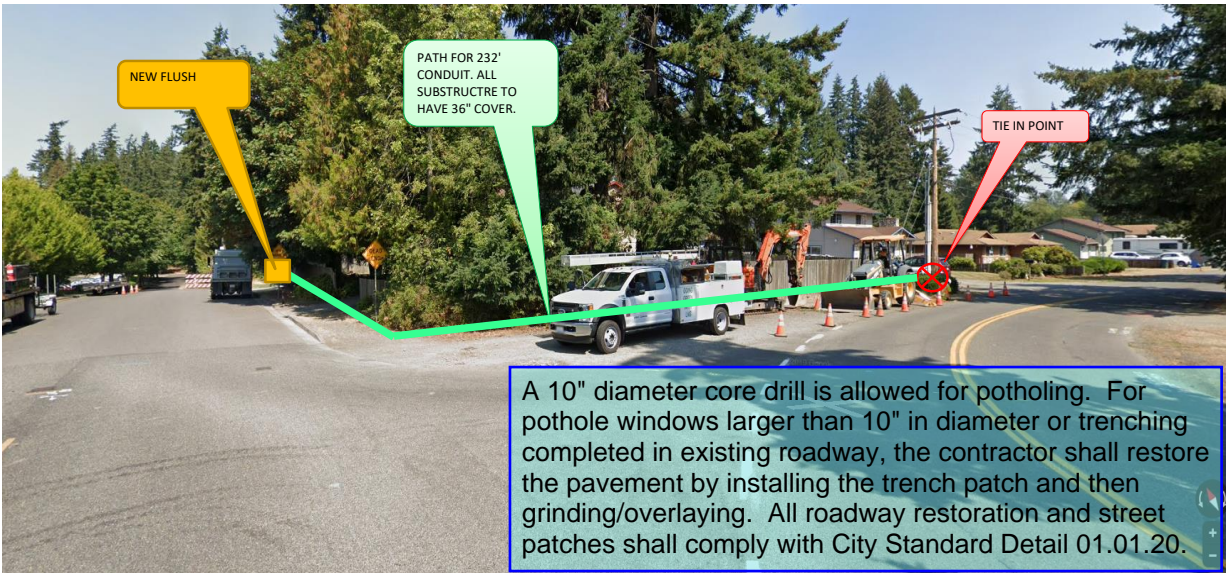 NEW FLUSH
PATH FOR 232'
CONDUIT. ALL
SUBSTRUCTRE TO
HAVE 36" COVER.
TIE IN POINT
A 10" diameter core drill is allowed for potholing. For
pothole windows larger than 10" in diameter or trenching
completed in existing roadway, the contractor shall restore
the pavement by installing the trench patch and then
grinding/overlaying. All roadway restoration and street
patches shall comply with City Standard Detail 01.01.20.